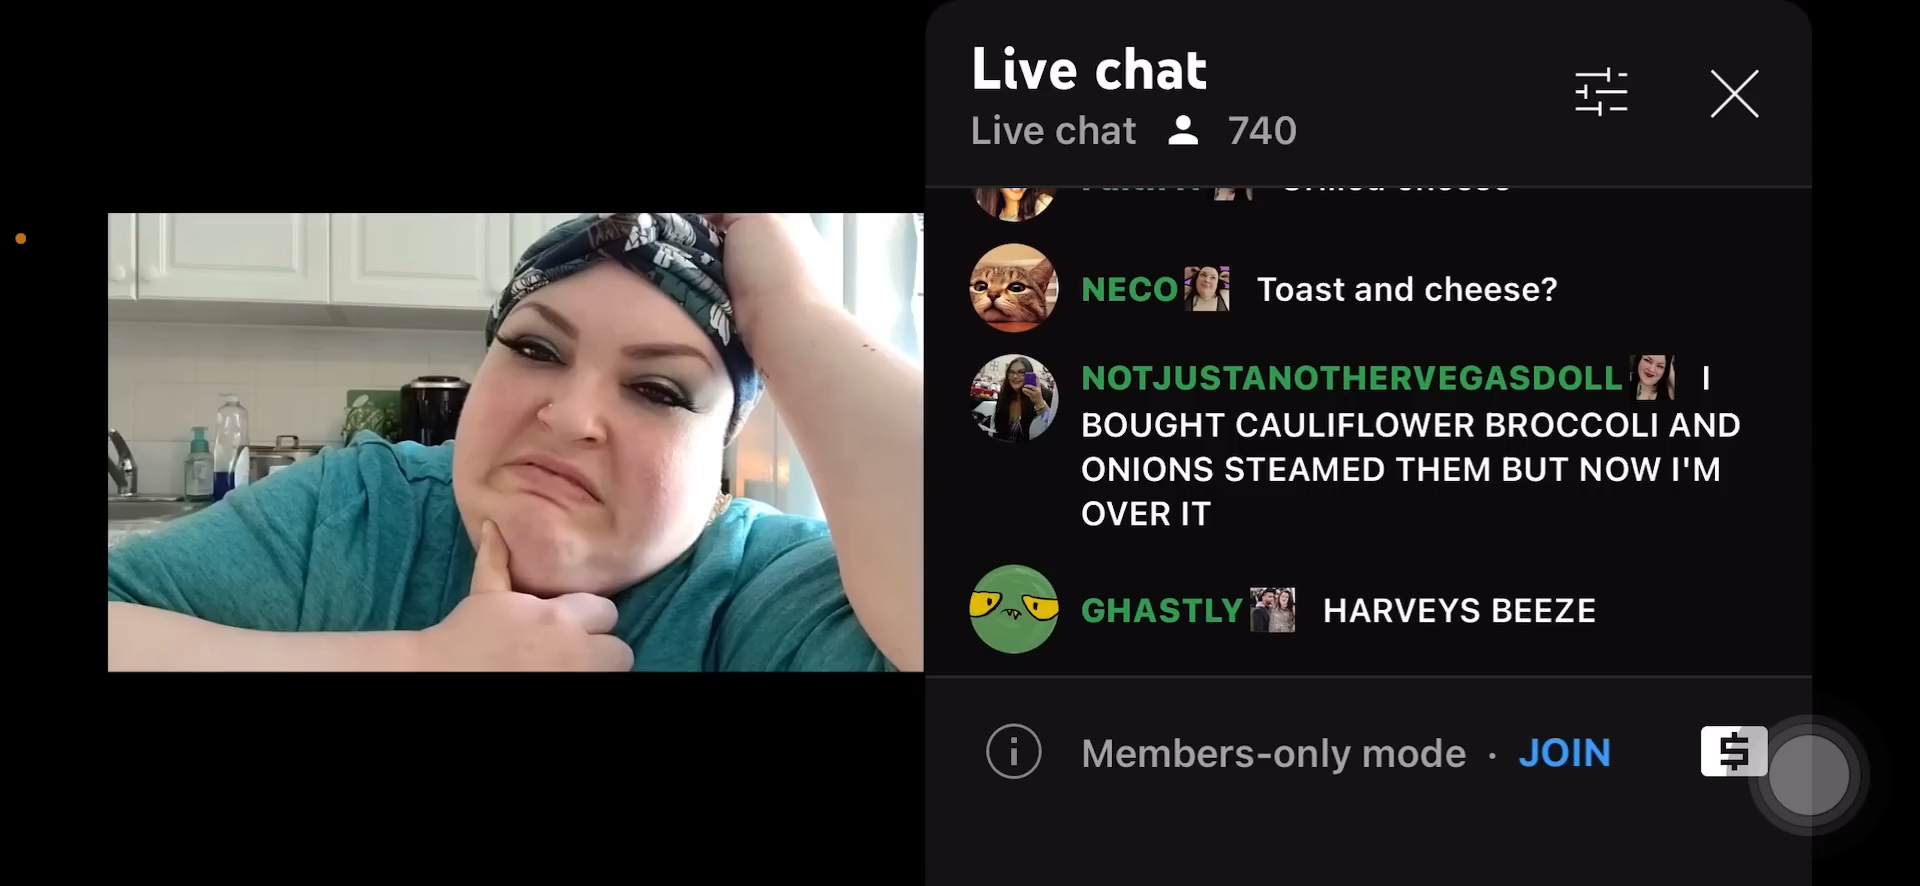 Live chat
Live chat 740
NECO Toast and cheese?
NOTJUSTANOTHERVEGASDOLL I
BOUGHT CAULIFLOWER BROCCOLI AND
ONIONS STEAMED THEM BUT NOW I'M
OVER IT
GHASTLY HARVEYS BEEZE
Members-only mode · JOIN